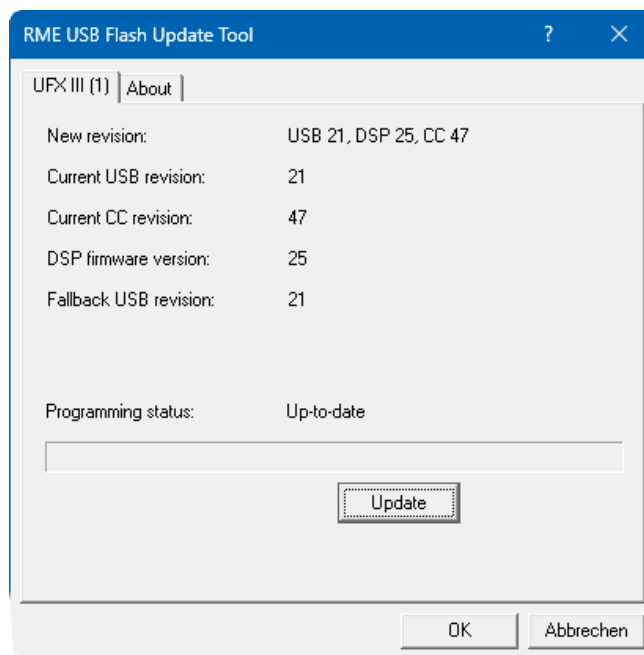 RME USB Flash Update Tool ?
UFX III (1) About
New revision: USB 21, DSP 25, CC 47
Current USB revision: 21
Current CC revision: 47
DSP firmware version: 25
Fallback USB revision: 21
Programming status: Up-to-date
Update
OK Abbrechen